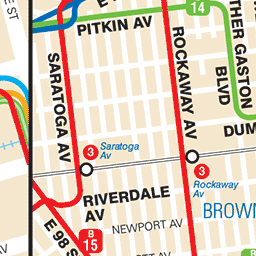 E ST
PITKIN AV
14
THER GASTON
BLVD
SARATOGA AV
ROCKAWAY AV
DUM
3
Saratoga
Av
3
Rockaway
Av
RIVERDALE
AV
BROWN
NEWPORT AV
E 98 S
B
15